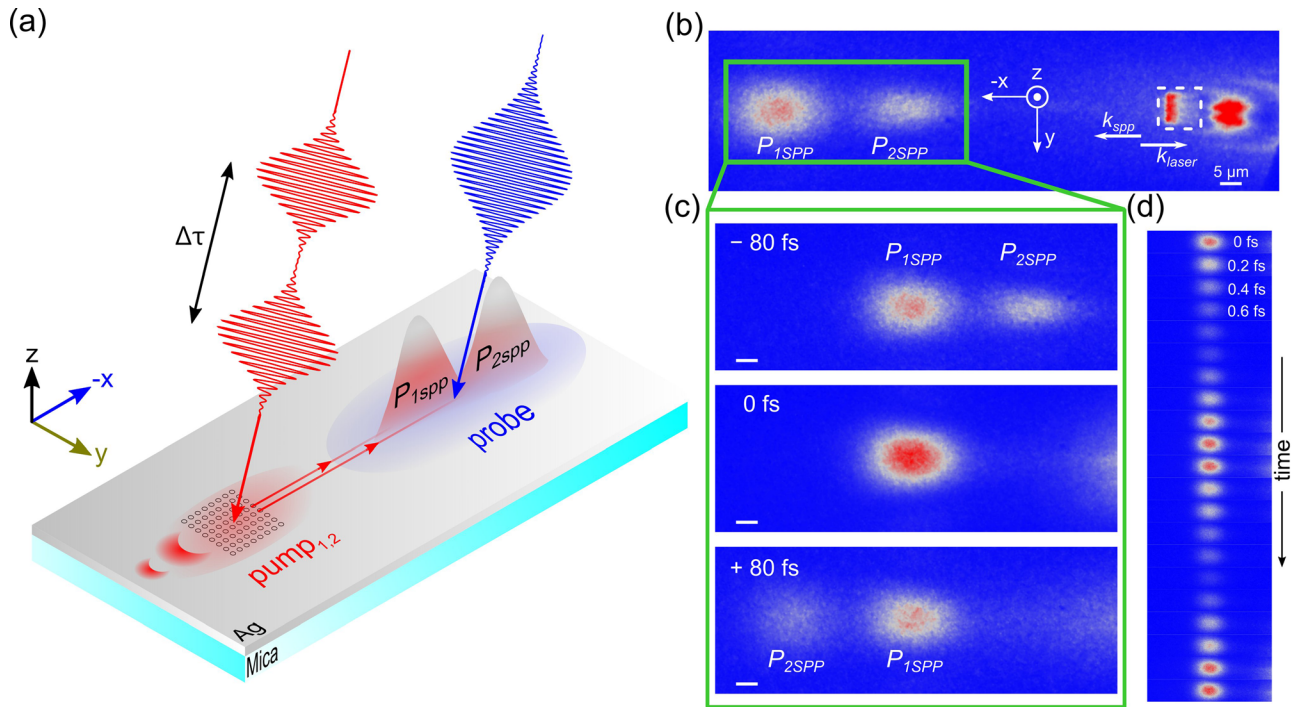 (a)
Δτ
z
-x
y
P1spp
P2spp
probe
pump1,2
Ag
Mica
(b)
P1SPP
P2SPP
-x
z
y
kspp
klaser
5 μm
(c)
− 80 fs
P1SPP
P2SPP
0 fs
+ 80 fs
P2SPP
P1SPP
(d)
0 fs
0.2 fs
0.4 fs
0.6 fs
time